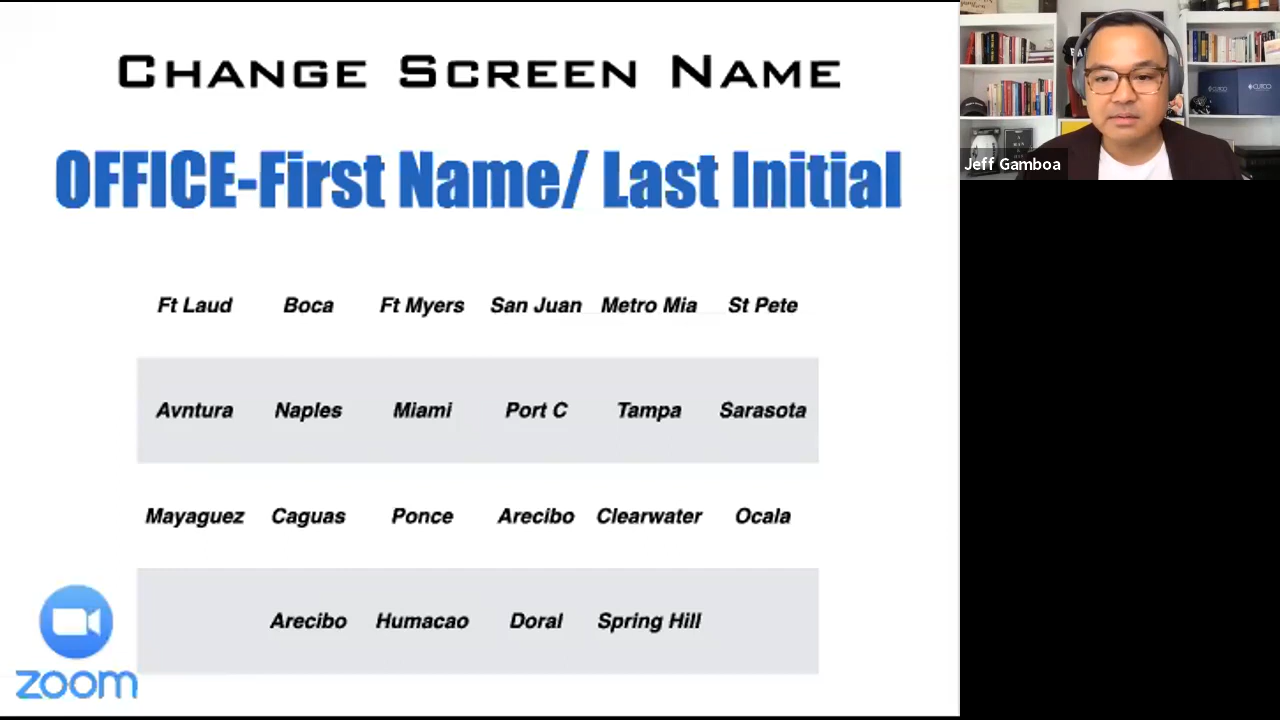 CHANGE SCREEN NAME
OFFICE-First Name/ Last Initial
Ft Laud Boca Ft Myers San Juan Metro Mia St Pete
Avntura Naples Miami Port C Tampa Sarasota
Mayaguez Caguas Ponce Arecibo Clearwater Ocala
Arecibo Humacao Doral Spring Hill
zoom
Jeff Gamboa
CUTCO
CUTCO